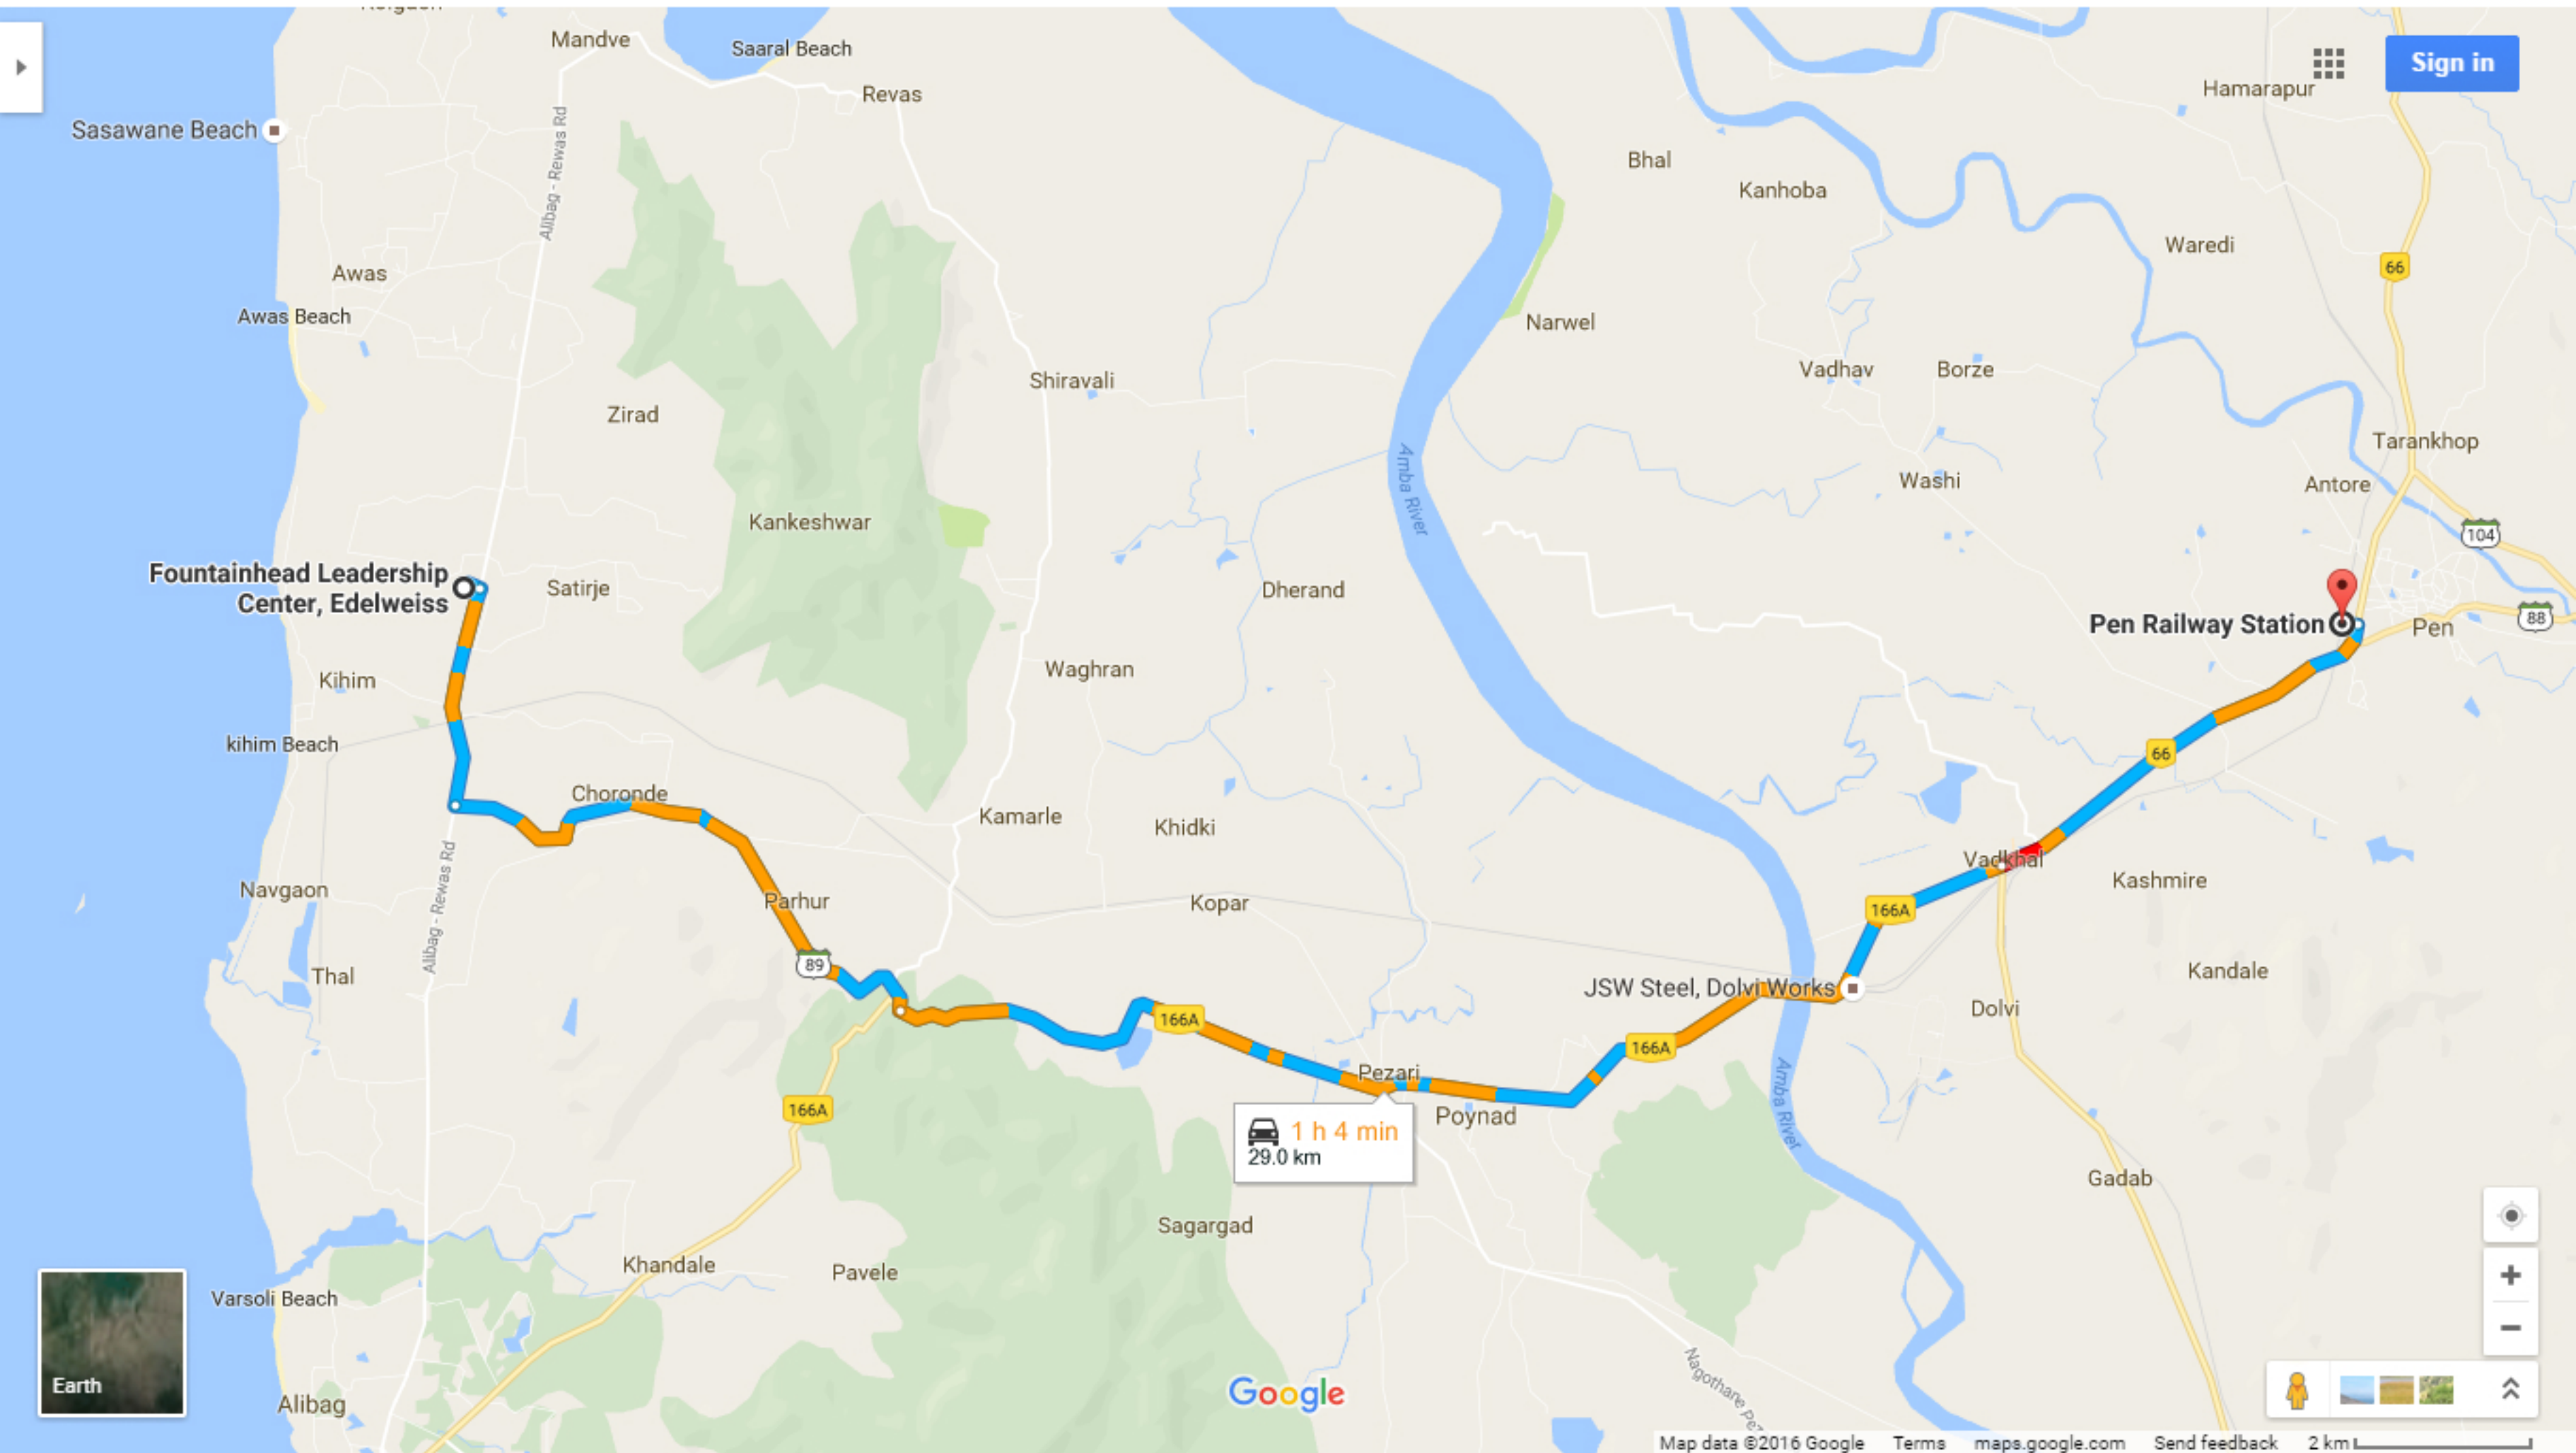 Mandve
Saaral Beach
Revas
Sign in
Hamarapur
Sasawane Beach
Alibag - Rewas Rd
Bhal
Kanhoba
Waredi
Awas
66
Awas Beach
Narwel
Vadhav
Borze
Shiravali
Zirad
Tarankhop
Amba River
Washi
Antore
Kankeshwar
104
Fountainhead Leadership
Center, Edelweiss
Satirje
Dherand
88
Pen Railway Station
Pen
Kihim
Waghran
kihim Beach
66
Choronde
Kamarle
Khidki
Vadkhal
Kashmire
Navgaon
Alibag - Rewas Rd
Parhur
Kopar
166A
89
Thal
Kandale
JSW Steel, Dolvi Works
Dolvi
166A
166A
Pezari
166A
Poynad
Amba River
1 h 4 min
29.0 km
Gadab
Sagargad
Khandale
Pavele
Varsoli Beach
Earth
Alibag
Google
Map data ©2016 Google
Terms
maps.google.com
Send feedback
2 km